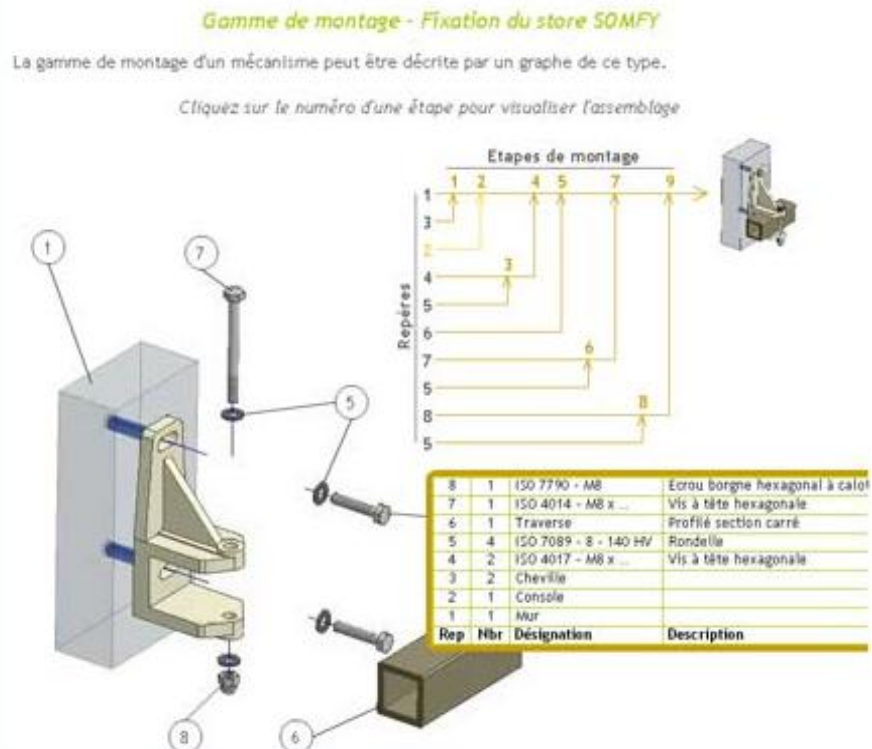 Gamme de montage - Fixation du store SOMFY
La gamme de montage d'un mécanisme peut être décrite par un graphe de ce type.
Cliquez sur le numéro d'une étape pour visualiser l'assemblage
Etapes de montage
1 2 4 5 7 9
Repères
1
3
2
4 3
5
6
7 6
5
8 8
5
1
7
5
8 1 ISO 7790 - M8 Ecrou borgne hexagonal à calot
7 1 ISO 4014 - M8 x ... Vis à tête hexagonale
6 1 Traverse Profilé section carré
5 4 ISO 7089 - 8 - 140 HV Rondelle
4 2 ISO 4017 - M8 x ... Vis à tête hexagonale
3 2 Cheville
2 1 Console
1 1 Mur
Rep Nbr Désignation Description
8
6